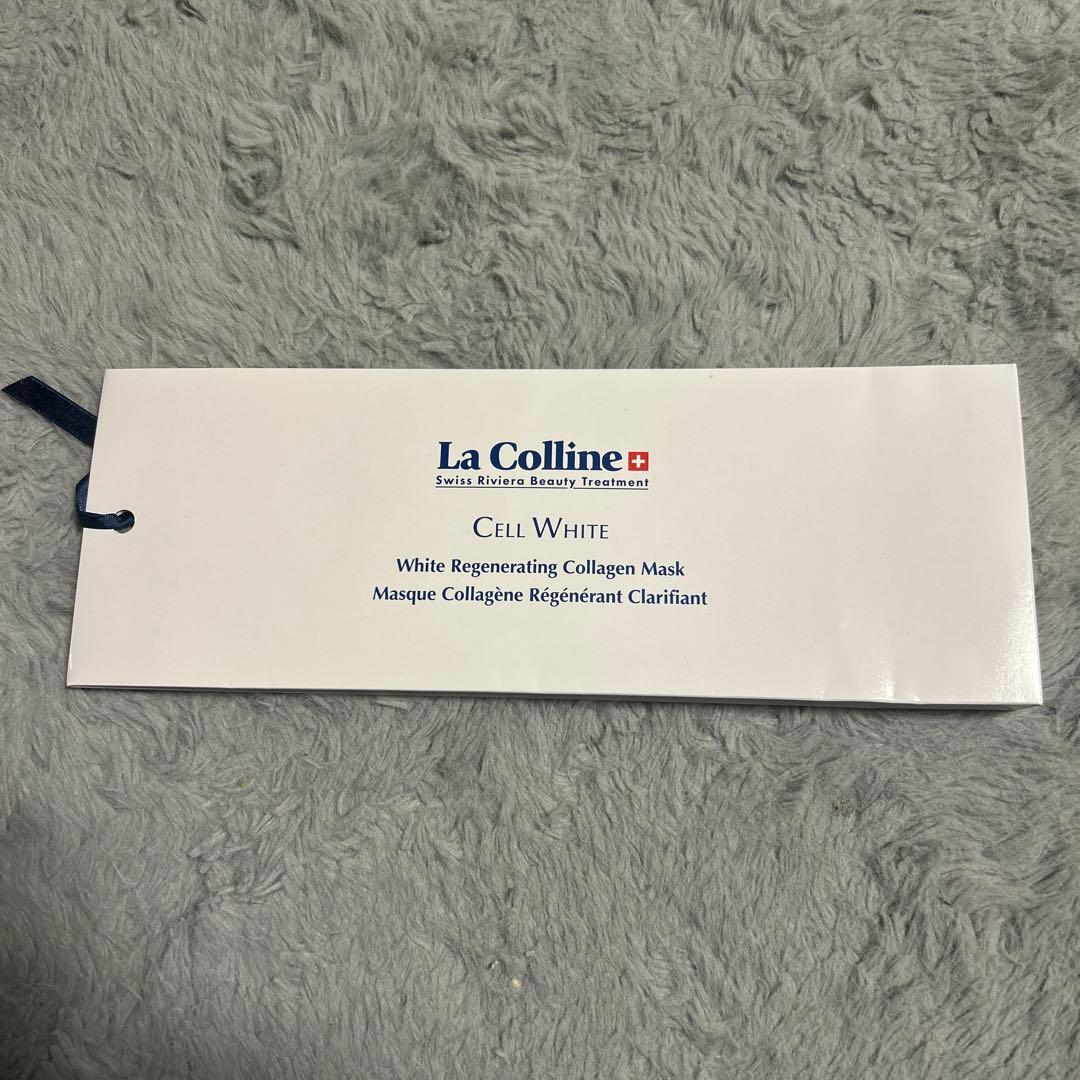 La Colline
Swiss Riviera Beauty Treatment
CELL WHITE
White Regenerating Collagen Mask
Masque Collagène Régénérant Clarifiant